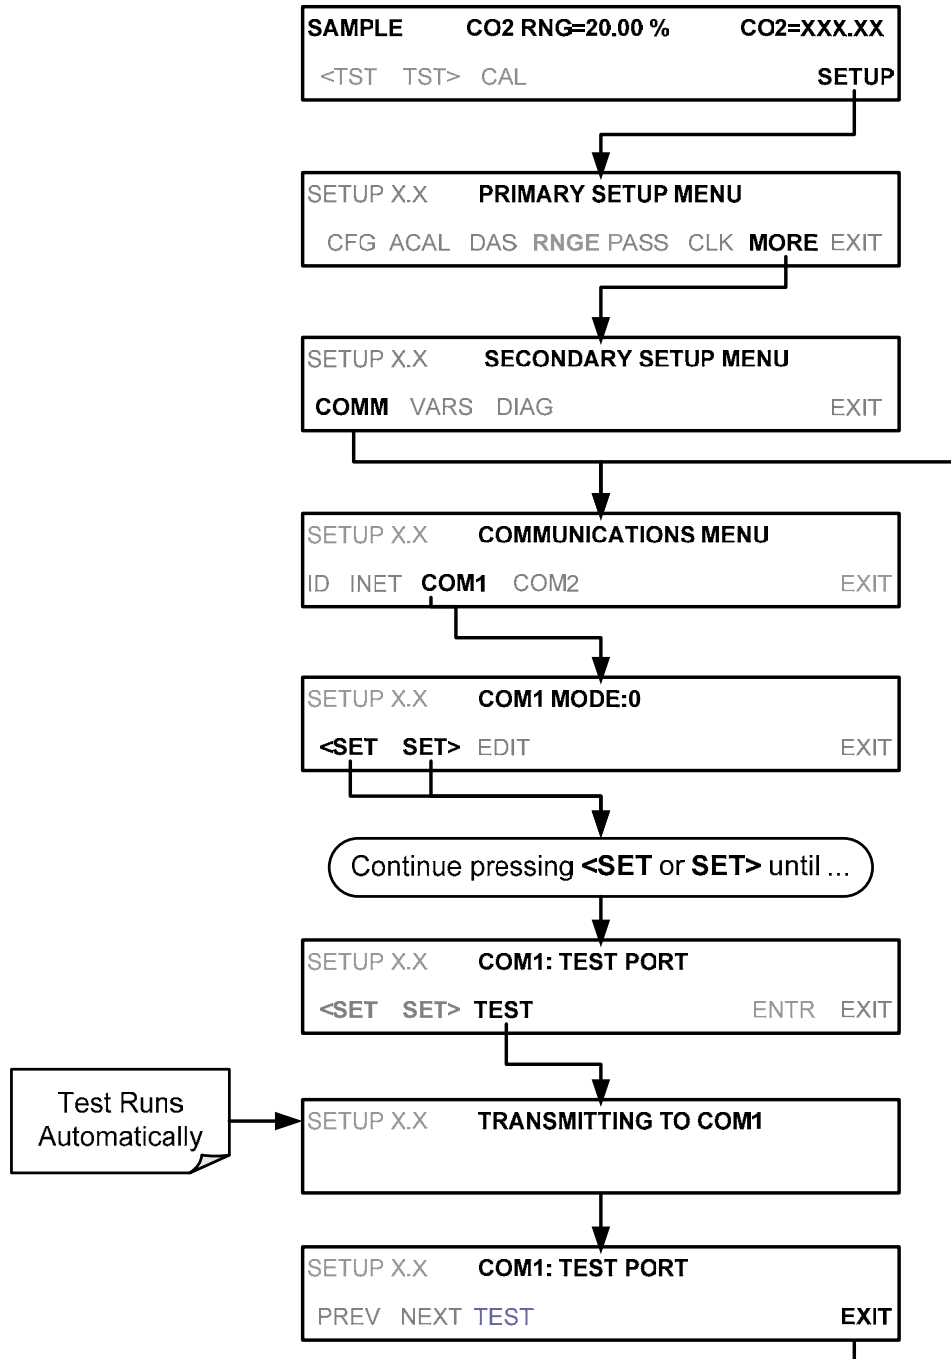 SAMPLE CO2 RNG=20.00 % CO2=XXX.XX
<TST TST> CAL SETUP
SETUP X.X PRIMARY SETUP MENU
CFG ACAL DAS RNGE PASS CLK MORE EXIT
SETUP X.X SECONDARY SETUP MENU
COMM VARS DIAG EXIT
SETUP X.X COMMUNICATIONS MENU
ID INET COM1 COM2 EXIT
SETUP X.X COM1 MODE:0
<SET SET> EDIT EXIT
Continue pressing <SET or SET> until ...
SETUP X.X COM1: TEST PORT
<SET SET> TEST ENTR EXIT
Test Runs
Automatically
SETUP X.X TRANSMITTING TO COM1
SETUP X.X COM1: TEST PORT
PREV NEXT TEST EXIT